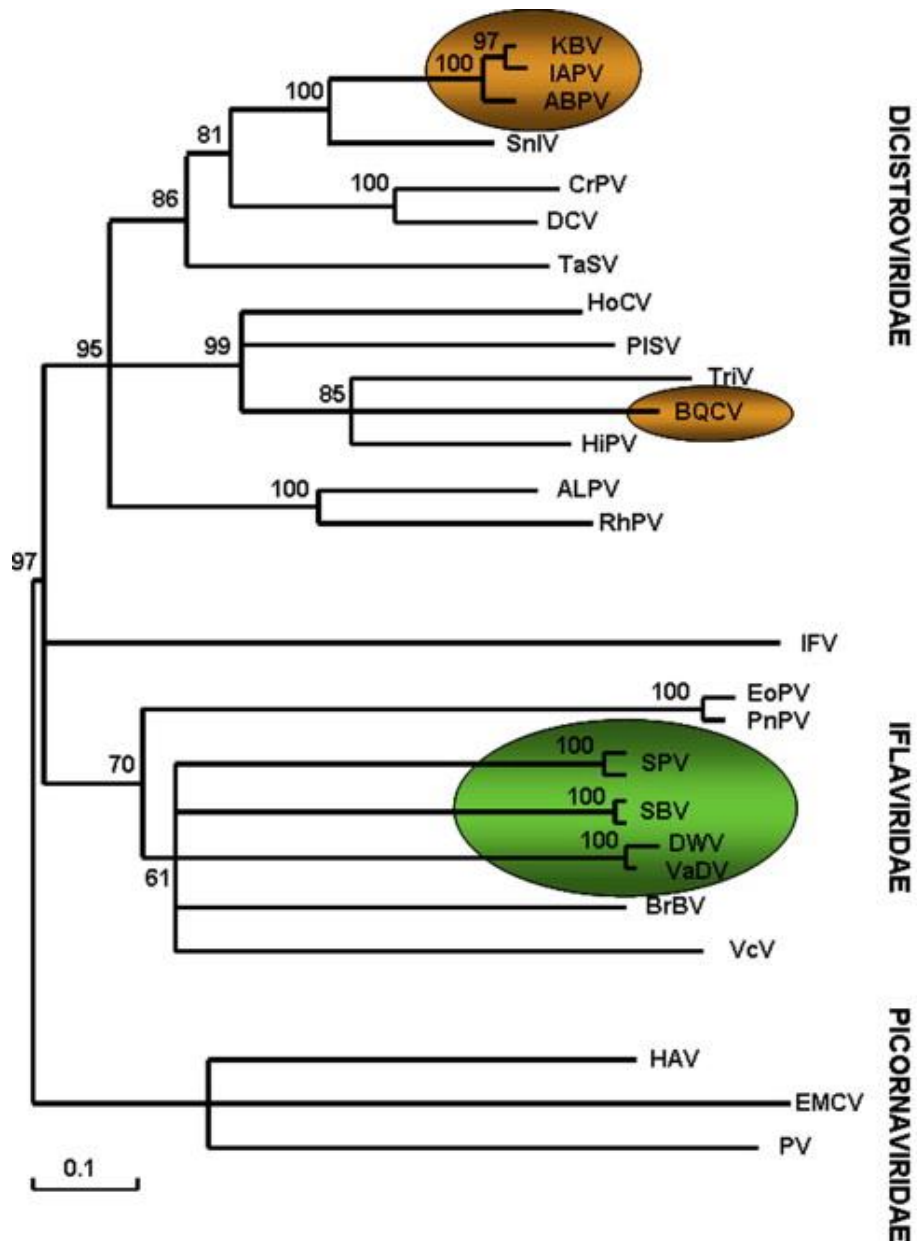 97 KBV
100 IAPV
ABPV
100
SnIV
81
100 CrPV
DCV
86
TaSV
HoCV
95 99 PISV
TriV
85 BQCV
HiPV
100 ALPV
RhPV
DICISTROVIRIDAE
97
IFV
100 EoPV
PnPV
70 100 SPV
100 SBV
100 DWV
VaDV
61
BrBV
VcV
IFLAVIRIDAE
HAV
EMCV
PV
PICORNAVIRIDAE
0.1